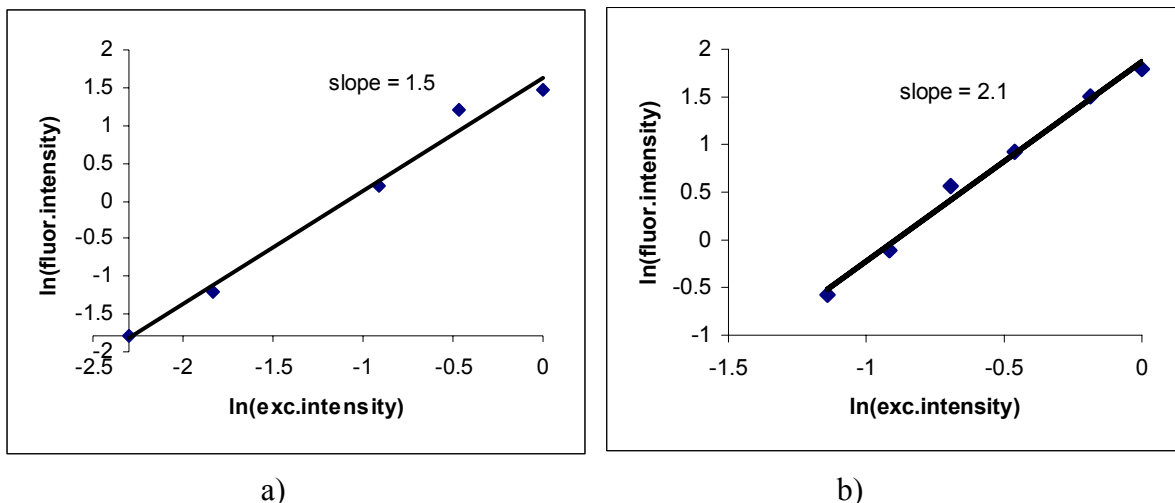 2
1.5
1
0.5
0
-0.5
-1
-1.5
-2
-2.5 -2 -1.5 -1 -0.5 0
slope = 1.5
ln(fluor.intensity)
ln(exc.intensity)
2
1.5
1
0.5
0
-0.5
-1
-1.5 -1 -0.5 0
slope = 2.1
ln(fluor.intensity)
ln(exc.intensity)
a) b)